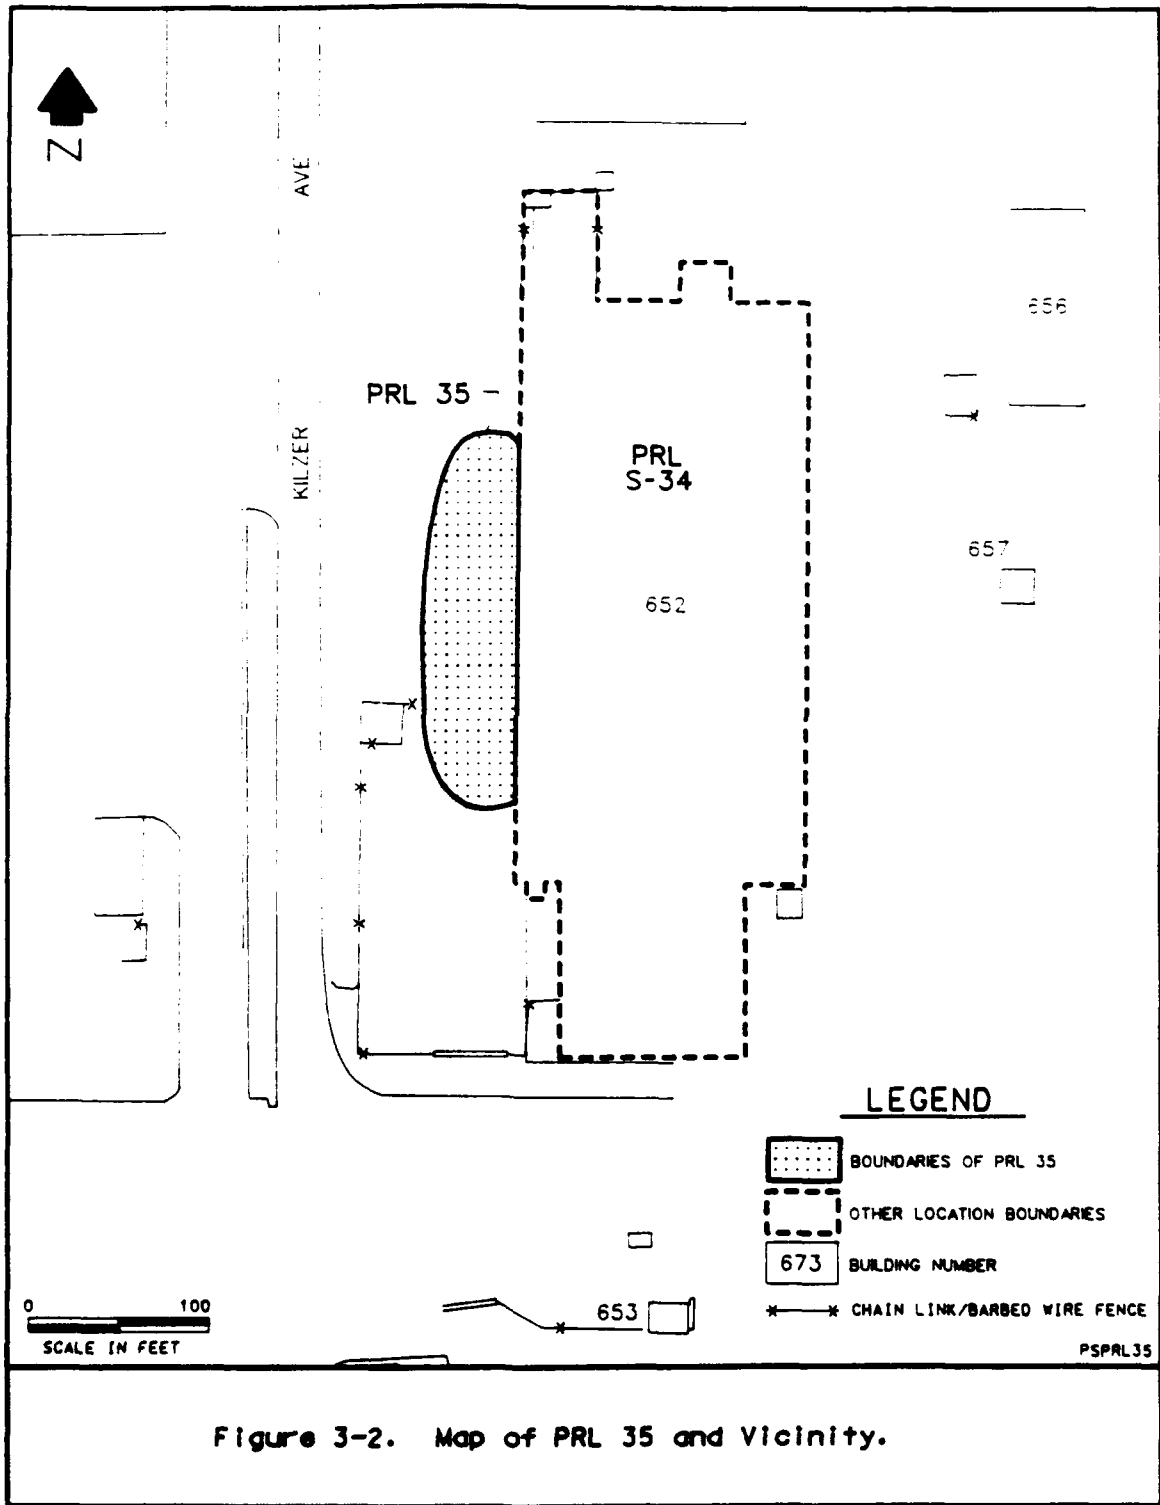 N
AVE
KILZER
PRL 35
PRL
S-34
652
656
657
LEGEND
BOUNDARIES OF PRL 35
OTHER LOCATION BOUNDARIES
673 BUILDING NUMBER
CHAIN LINK/BARBED WIRE FENCE
653
0 100
SCALE IN FEET
PSPRL35
Figure 3-2. Map of PRL 35 and Vicinity.